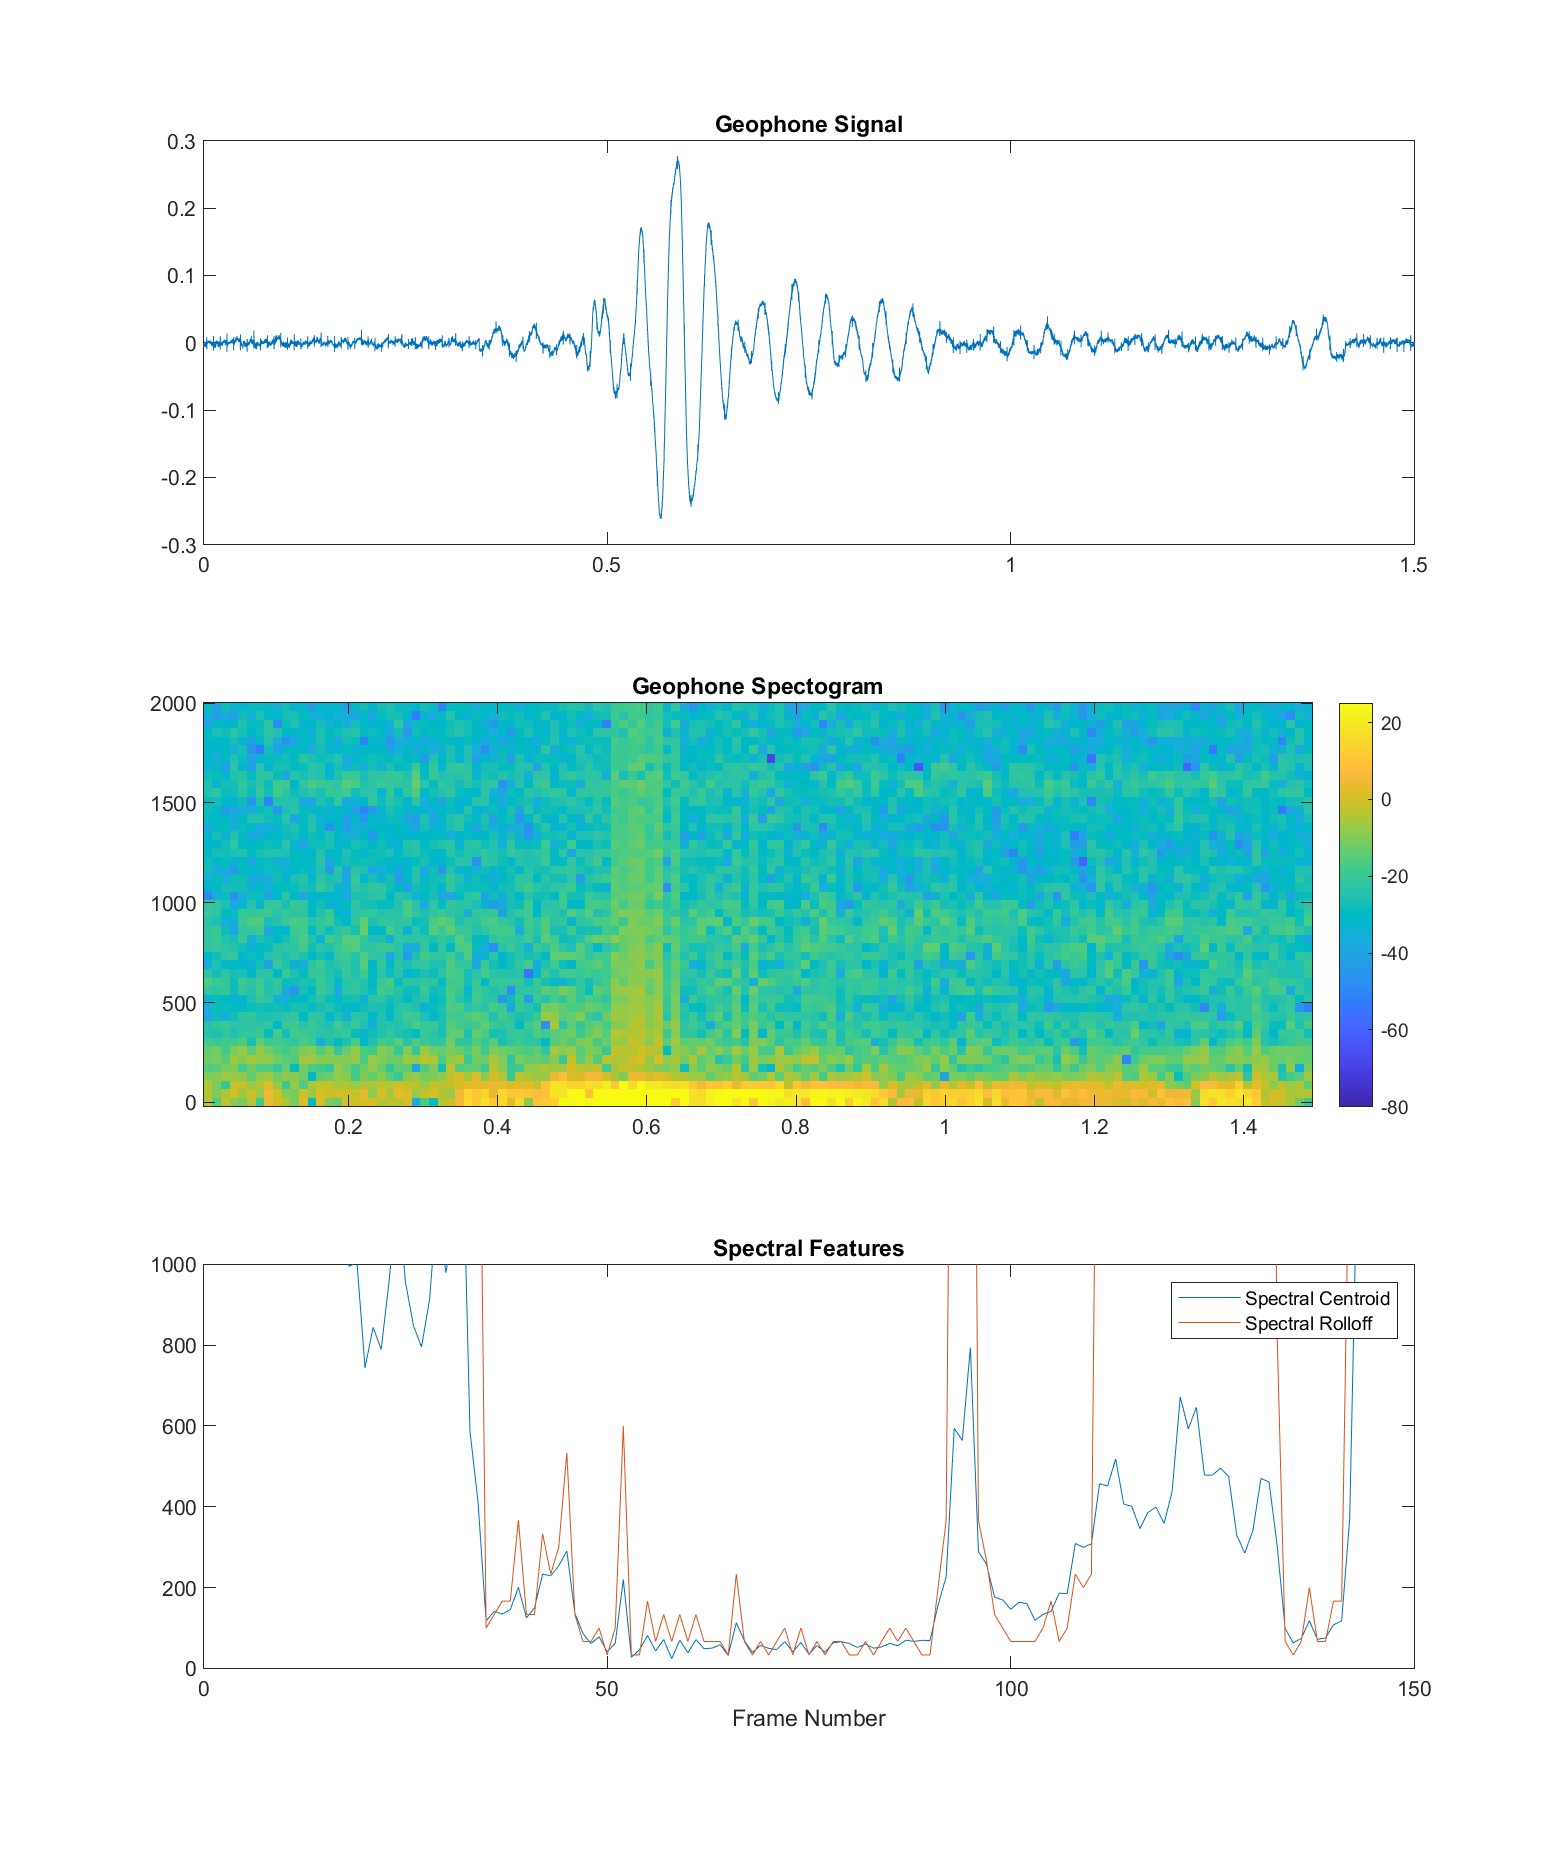 Geophone Signal
0.3
0.2
0.1
0
-0.1
-0.2
-0.3
0 0.5 1 1.5
Geophone Spectogram
2000
1500
1000
500
0
0.2 0.4 0.6 0.8 1 1.2 1.4
20
0
-20
-40
-60
-80
Spectral Features
1000
800
600
400
200
0
Spectral Centroid
Spectral Rolloff
0 50 100 150
Frame Number